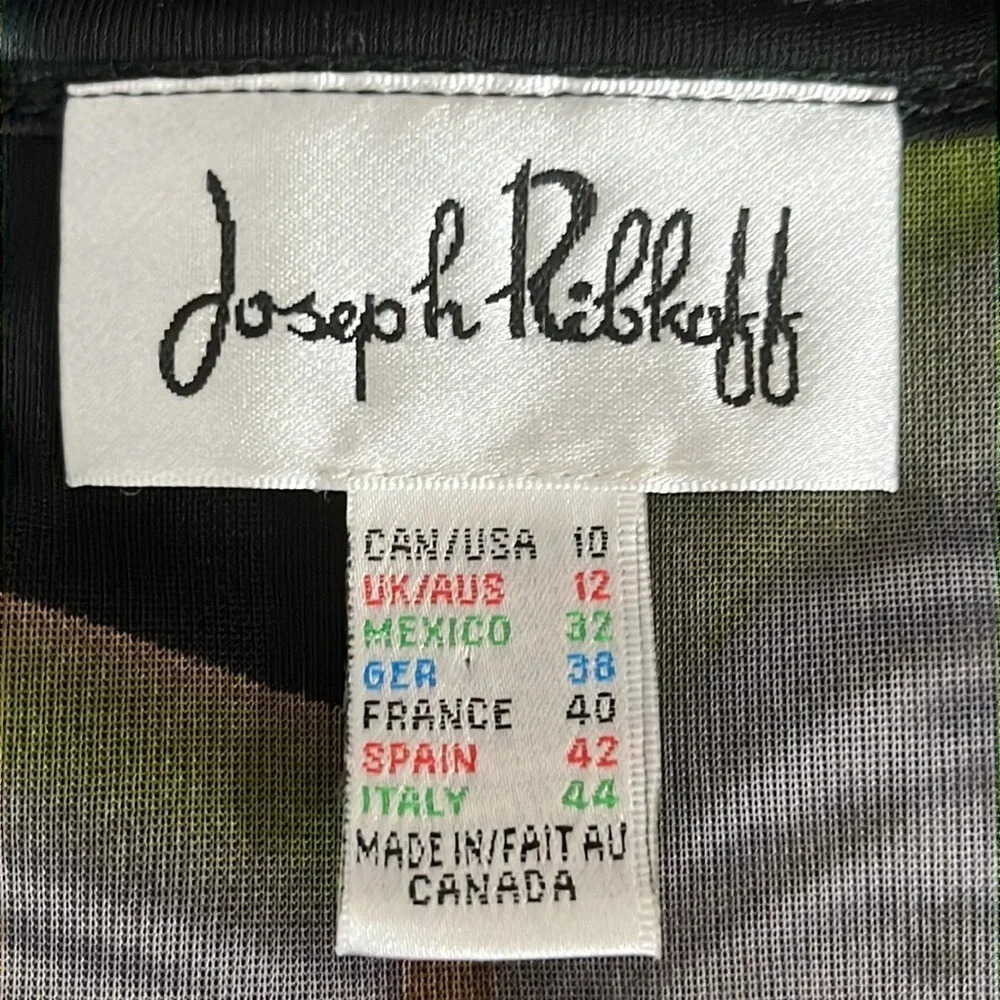 Joseph Ribkoff
CAN/USA 10
UK/AUS 12
MEXICO 32
GER 38
FRANCE 40
SPAIN 42
ITALY 44
MADE IN/FAIT AU
CANADA